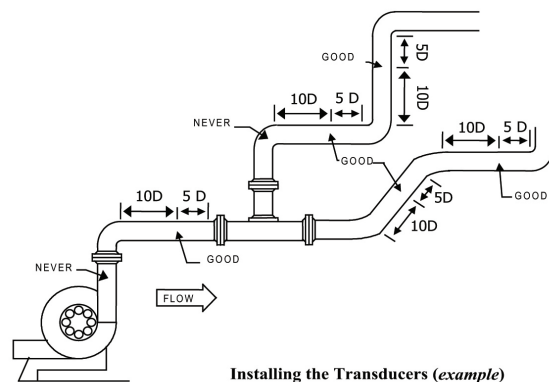 GOOD
5D
10D
10D 5 D
NEVER
GOOD
10D 5 D
GOOD
5D
10D
10D 5 D
GOOD
NEVER
FLOW
Installing the Transducers (example)